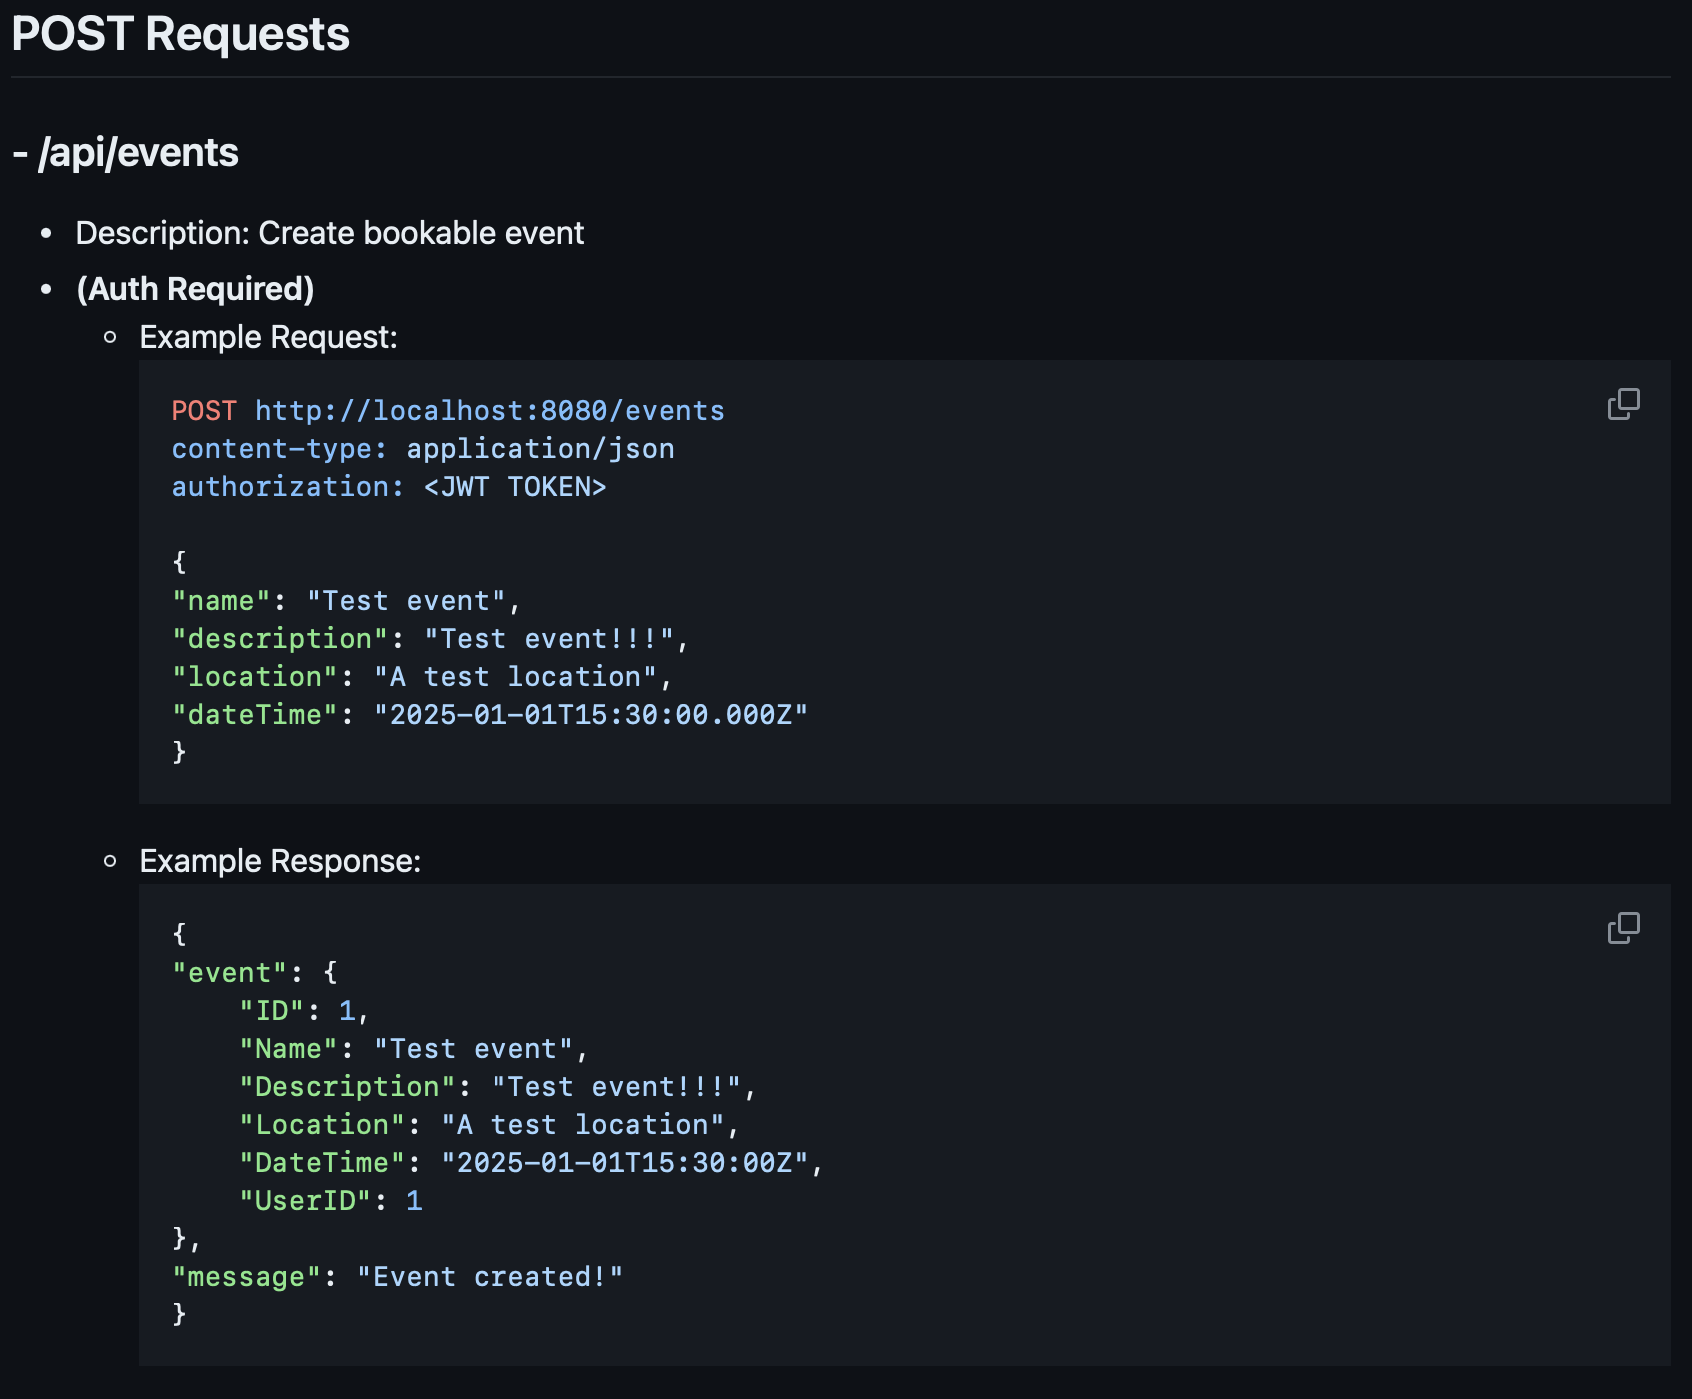 POST Requests
- /api/events
• Description: Create bookable event
• (Auth Required)
○ Example Request:
POST http://localhost:8080/events
content-type: application/json
authorization: <JWT TOKEN>
{
"name": "Test event",
"description": "Test event!!!",
"location": "A test location",
"dateTime": "2025-01-01T15:30:00.000Z"
}
○ Example Response:
{
"event": {
    "ID": 1,
    "Name": "Test event",
    "Description": "Test event!!!",
    "Location": "A test location",
    "DateTime": "2025-01-01T15:30:00Z",
    "UserID": 1
},
"message": "Event created!"
}